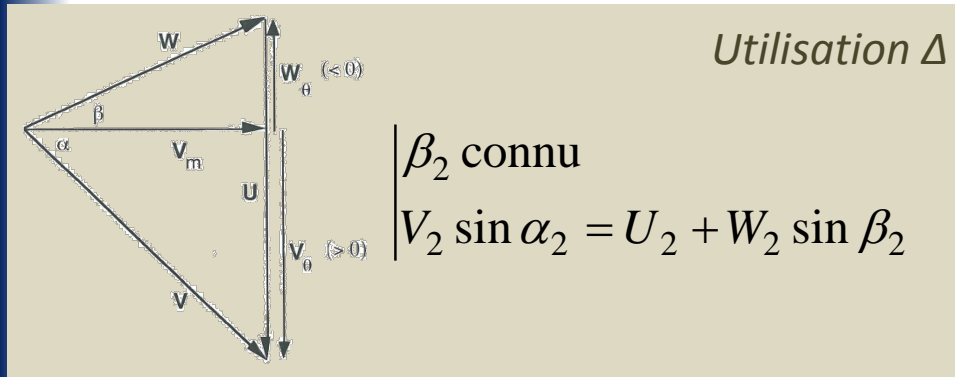 Utilisation Δ
W
W_θ (<0)
β
α
V_m
U
V_θ (>0)
V
β₂ connu
V₂ sin α₂ = U₂ + W₂ sin β₂